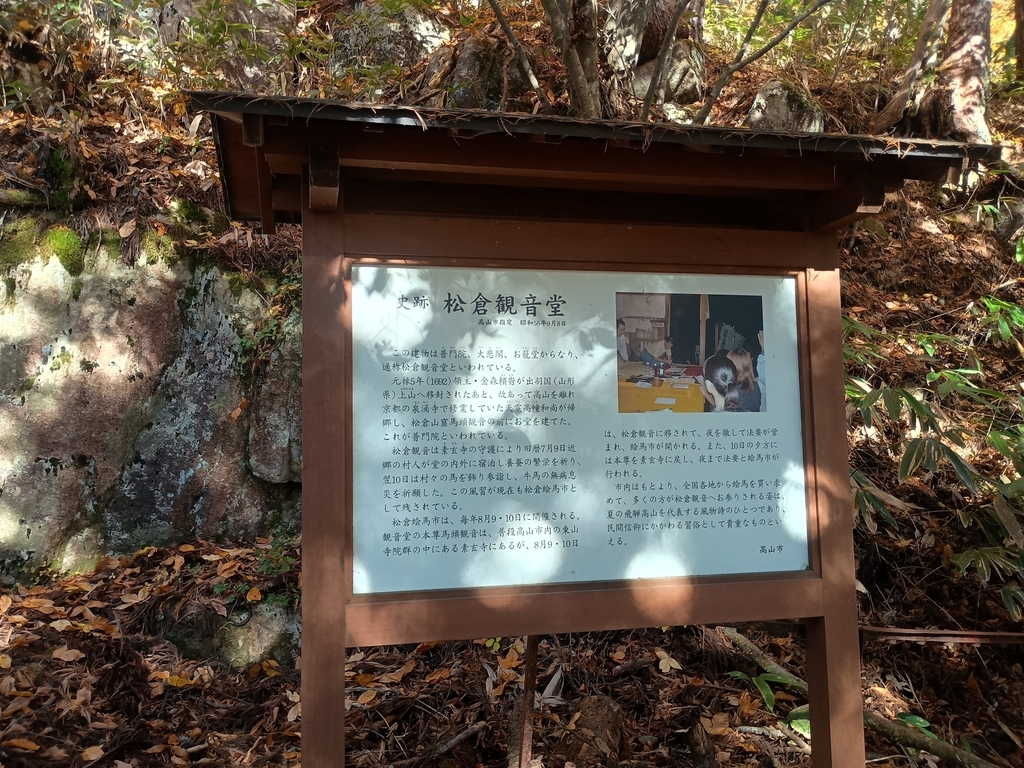 史跡 松倉観音堂
高山市指定 昭和56年9月8日
この建物は普門院、大悲閣、お籠堂からなり、
通称松倉観音堂といわれている。
元禄5年(1692)領主・金森頼旹が出羽国(山形
県)上山へ移封されたあと、故あって高山を離れ
京都の泉涌寺で修業していた天霊高幢和尚が帰
郷し、松倉山窟馬頭観音の前にお堂を建てた。
これが普門院といわれている。
松倉観音は素玄寺の守護により旧暦7月9日近
郷の村人が堂の内外に宿泊し養蚕の繁栄を祈り、
翌10日は村々の馬を飾り参詣し、牛馬の無病息
災を祈願した。この風習が現在も松倉絵馬市と
して残されている。
松倉絵馬市は、毎年8月9・10日に開催される。
観音堂の本尊馬頭観音は、普段高山市内の東山
寺院群の中にある素玄寺にあるが、8月9・10日
は、松倉観音に移されて、夜を徹して法要が営
まれ、絵馬市が開かれる。また、10日の夕方に
は本尊を素玄寺に戻し、夜まで法要と絵馬市が
行われる。
市内はもとより、全国各地から絵馬を買い求
めて、多くの方が松倉観音へお参りされる姿は、
夏の飛騨高山を代表する風物詩のひとつであり、
民間信仰にかかわる習俗として貴重なものとい
える。
高山市